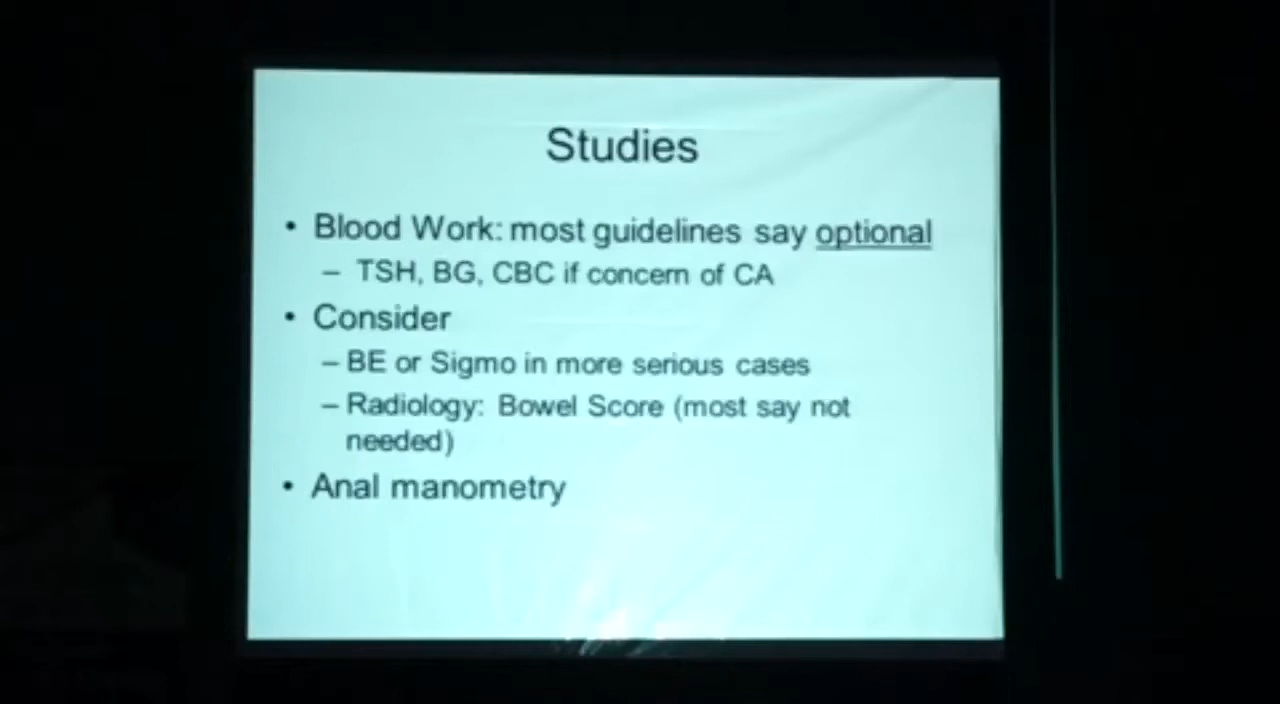 Studies
• Blood Work: most guidelines say optional
– TSH, BG, CBC if concern of CA
• Consider
– BE or Sigmo in more serious cases
– Radiology: Bowel Score (most say not
needed)
• Anal manometry